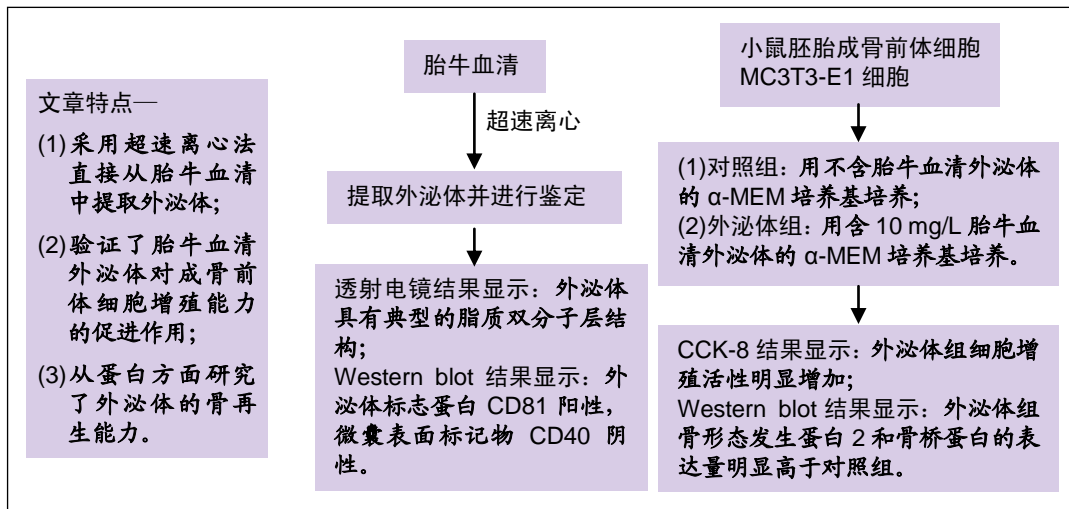 文章特点—
(1)采用超速离心法
直接从胎牛血清
中提取外泌体;
(2)验证了胎牛血清
外泌体对成骨前
体细胞增殖能力
的促进作用;
(3)从蛋白方面研究
了外泌体的骨再
生能力。
胎牛血清
超速离心
提取外泌体并进行鉴定
透射电镜结果显示：外泌体
具有典型的脂质双分子层结
构;
Western blot 结果显示：外
泌体标志蛋白 CD81 阳性，
微囊表面标记物 CD40 阴
性。
小鼠胚胎成骨前体细胞
MC3T3-E1 细胞
(1)对照组：用不含胎牛血清外泌体
的 α-MEM 培养基培养;
(2)外泌体组：用含 10 mg/L 胎牛血
清外泌体的 α-MEM 培养基培养。
CCK-8 结果显示：外泌体组细胞增
殖活性明显增加;
Western blot 结果显示：外泌体组
骨形态发生蛋白 2 和骨桥蛋白的表
达量明显高于对照组。